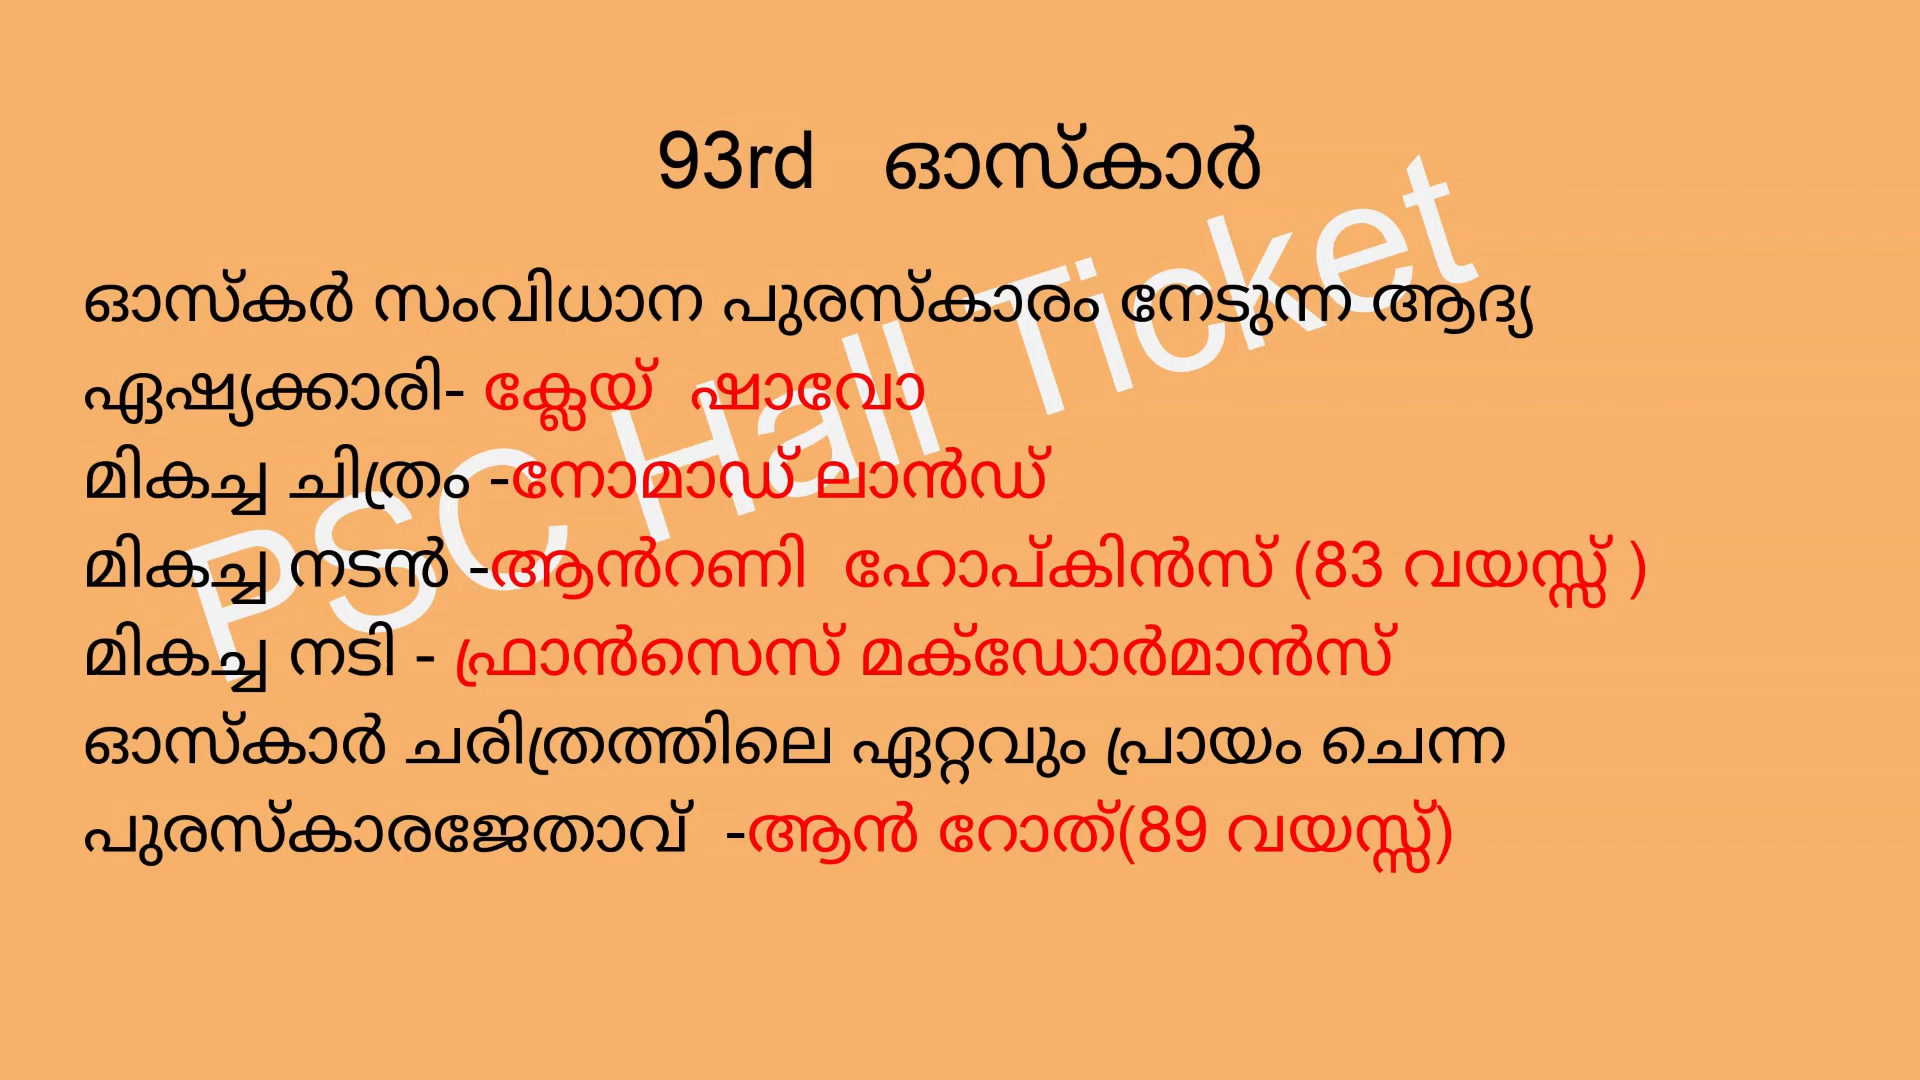 93rd ഓസ്കാർ
ഓസ്കർ സംവിധാന പുരസ്കാരം നേടുന്ന ആദ്യ
ഏഷ്യക്കാരി- ക്ലേയ് ഷാവോ
മികച്ച ചിത്രം -നോമാഡ് ലാൻഡ്
മികച്ച നടൻ -ആൻറണി ഹോപ്കിൻസ് (83 വയസ്സ് )
മികച്ച നടി - ഫ്രാൻസെസ് മക്ഡോർമാൻസ്
ഓസ്കാർ ചരിത്രത്തിലെ ഏറ്റവും പ്രായം ചെന്ന
പുരസ്കാരജേതാവ് -ആൻ റോത്(89 വയസ്സ്)
PSC Hall Ticket